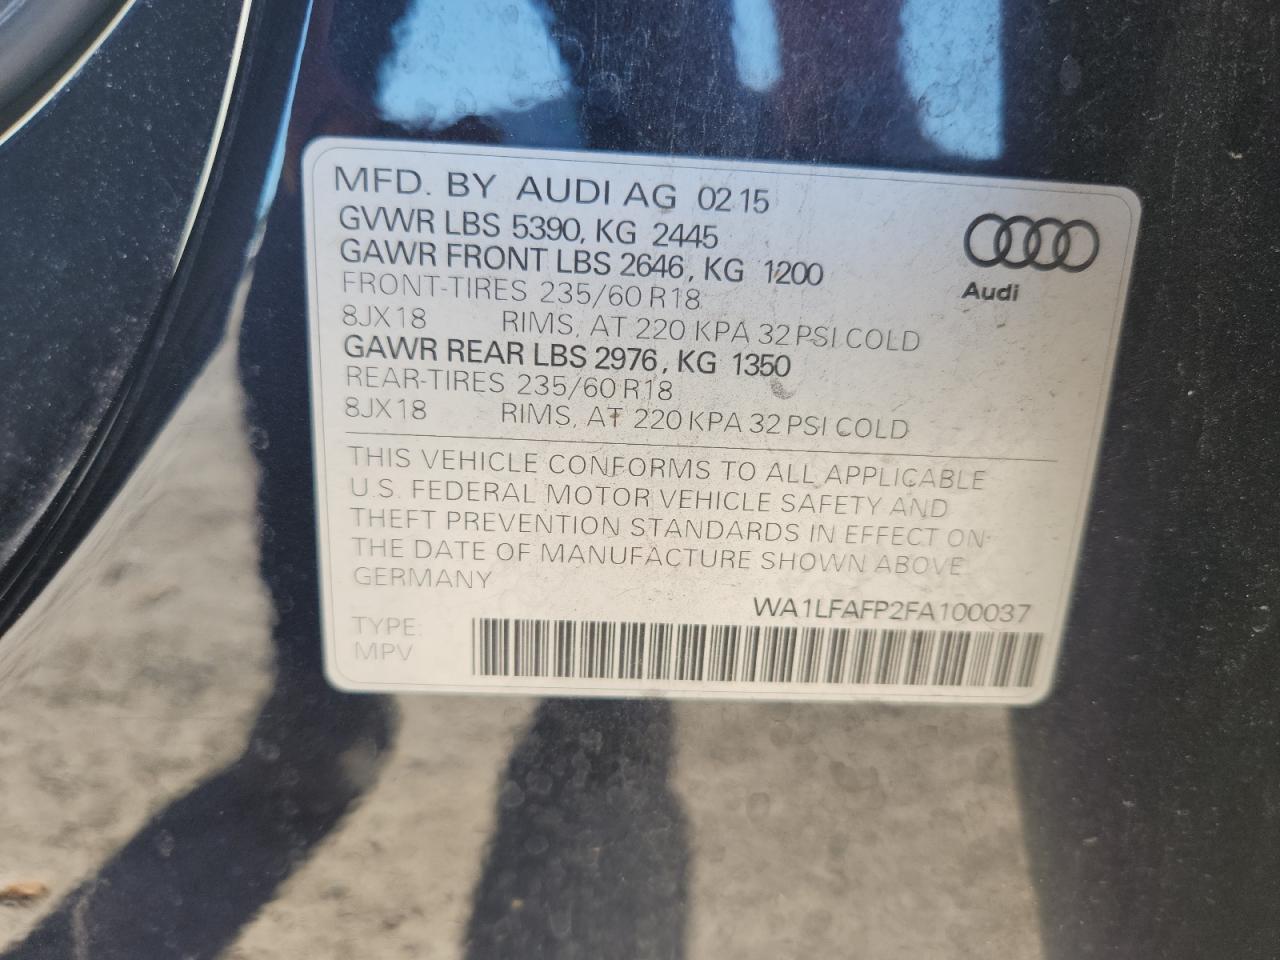 MFD. BY AUDI AG 02 15
GVWR LBS 5390, KG 2445
GAWR FRONT LBS 2646, KG 1200
FRONT-TIRES 235/60 R18
8JX18 RIMS, AT 220 KPA 32 PSI COLD
GAWR REAR LBS 2976, KG 1350
REAR-TIRES 235/60 R18
8JX18 RIMS, AT 220 KPA 32 PSI COLD
Audi
THIS VEHICLE CONFORMS TO ALL APPLICABLE
U.S. FEDERAL MOTOR VEHICLE SAFETY AND
THEFT PREVENTION STANDARDS IN EFFECT ON
THE DATE OF MANUFACTURE SHOWN ABOVE.
GERMANY
WA1LFAFP2FA100037
TYPE:
MPV